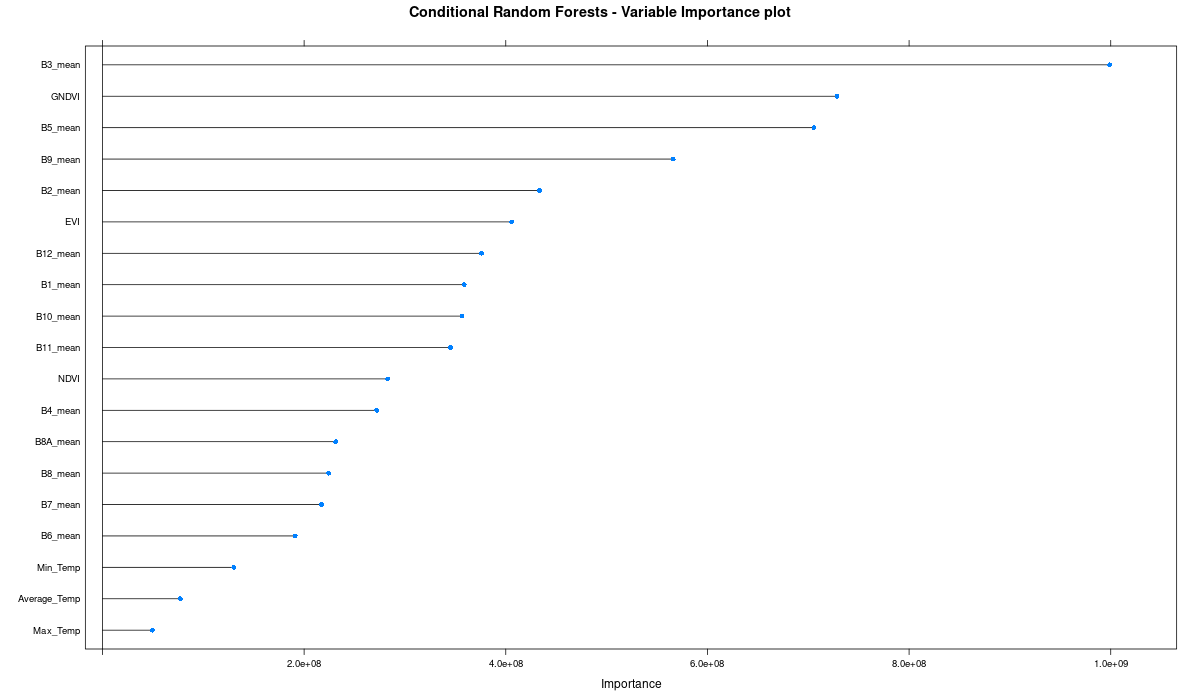 Conditional Random Forests - Variable Importance plot
B3_mean
GNDVI
B5_mean
B9_mean
B2_mean
EVI
B12_mean
B1_mean
B10_mean
B11_mean
NDVI
B4_mean
B8A_mean
B8_mean
B7_mean
B6_mean
Min_Temp
Average_Temp
Max_Temp
2.0e+08 4.0e+08 6.0e+08 8.0e+08 1.0e+09
Importance